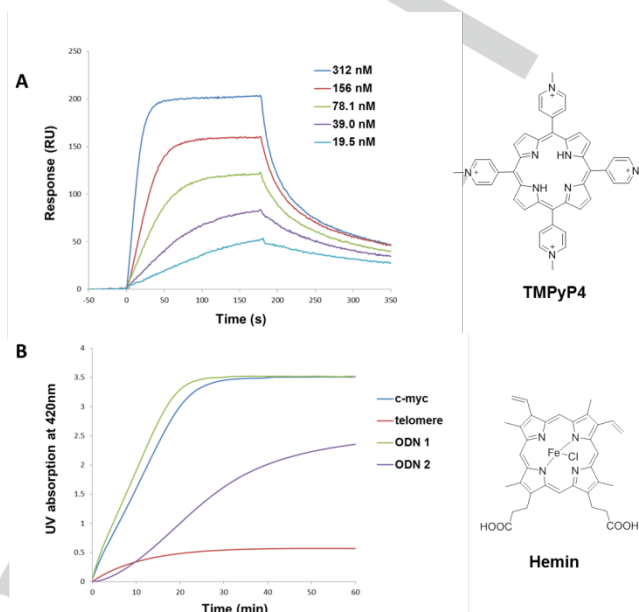 A
250
200
150
100
50
0
-50 0 50 100 150 200 250 300 350
Response (RU)
Time (s)
312 nM
156 nM
78.1 nM
39.0 nM
19.5 nM
N
+
N HN
NH N
N
+
N
+
N
+
TMPyP4
B
4
3.5
3
2.5
2
1.5
1
0.5
0
0 10 20 30 40 50 60
UV absorption at 420nm
Time (min)
c-myc
telomere
ODN 1
ODN 2
N N
Fe
Cl
N N
HOOC COOH
Hemin